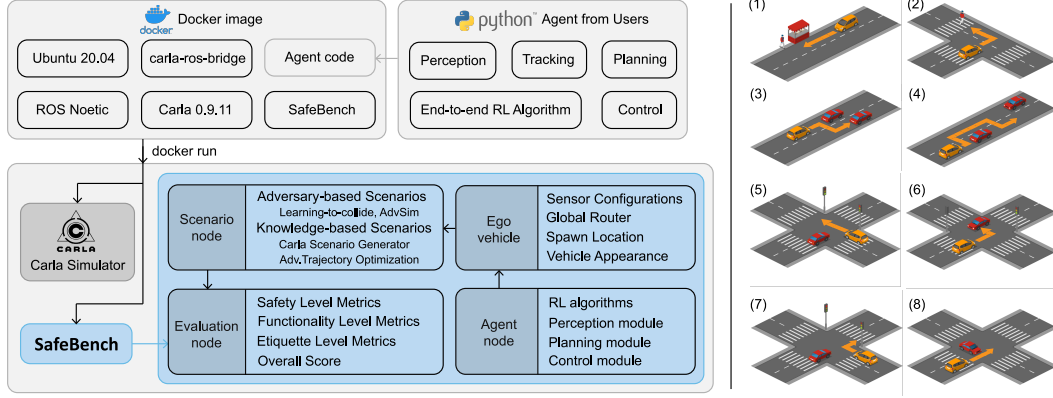 Docker image
docker
Ubuntu 20.04
carla-ros-bridge
Agent code
ROS Noetic
Carla 0.9.11
SafeBench
python™
Agent from Users
Perception
Tracking
Planning
End-to-end RL Algorithm
Control
docker run
CARLA
Carla Simulator
SafeBench
Scenario
node
Adversary-based Scenarios
Learning-to-collide, AdvSim
Knowledge-based Scenarios
Carla Scenario Generator
Adv.Trajectory Optimization
Ego
vehicle
Sensor Configurations
Global Router
Spawn Location
Vehicle Appearance
Evaluation
node
Safety Level Metrics
Functionality Level Metrics
Etiquette Level Metrics
Overall Score
Agent
node
RL algorithms
Perception module
Planning module
Control module
(1)
(2)
(3)
(4)
(5)
(6)
(7)
(8)